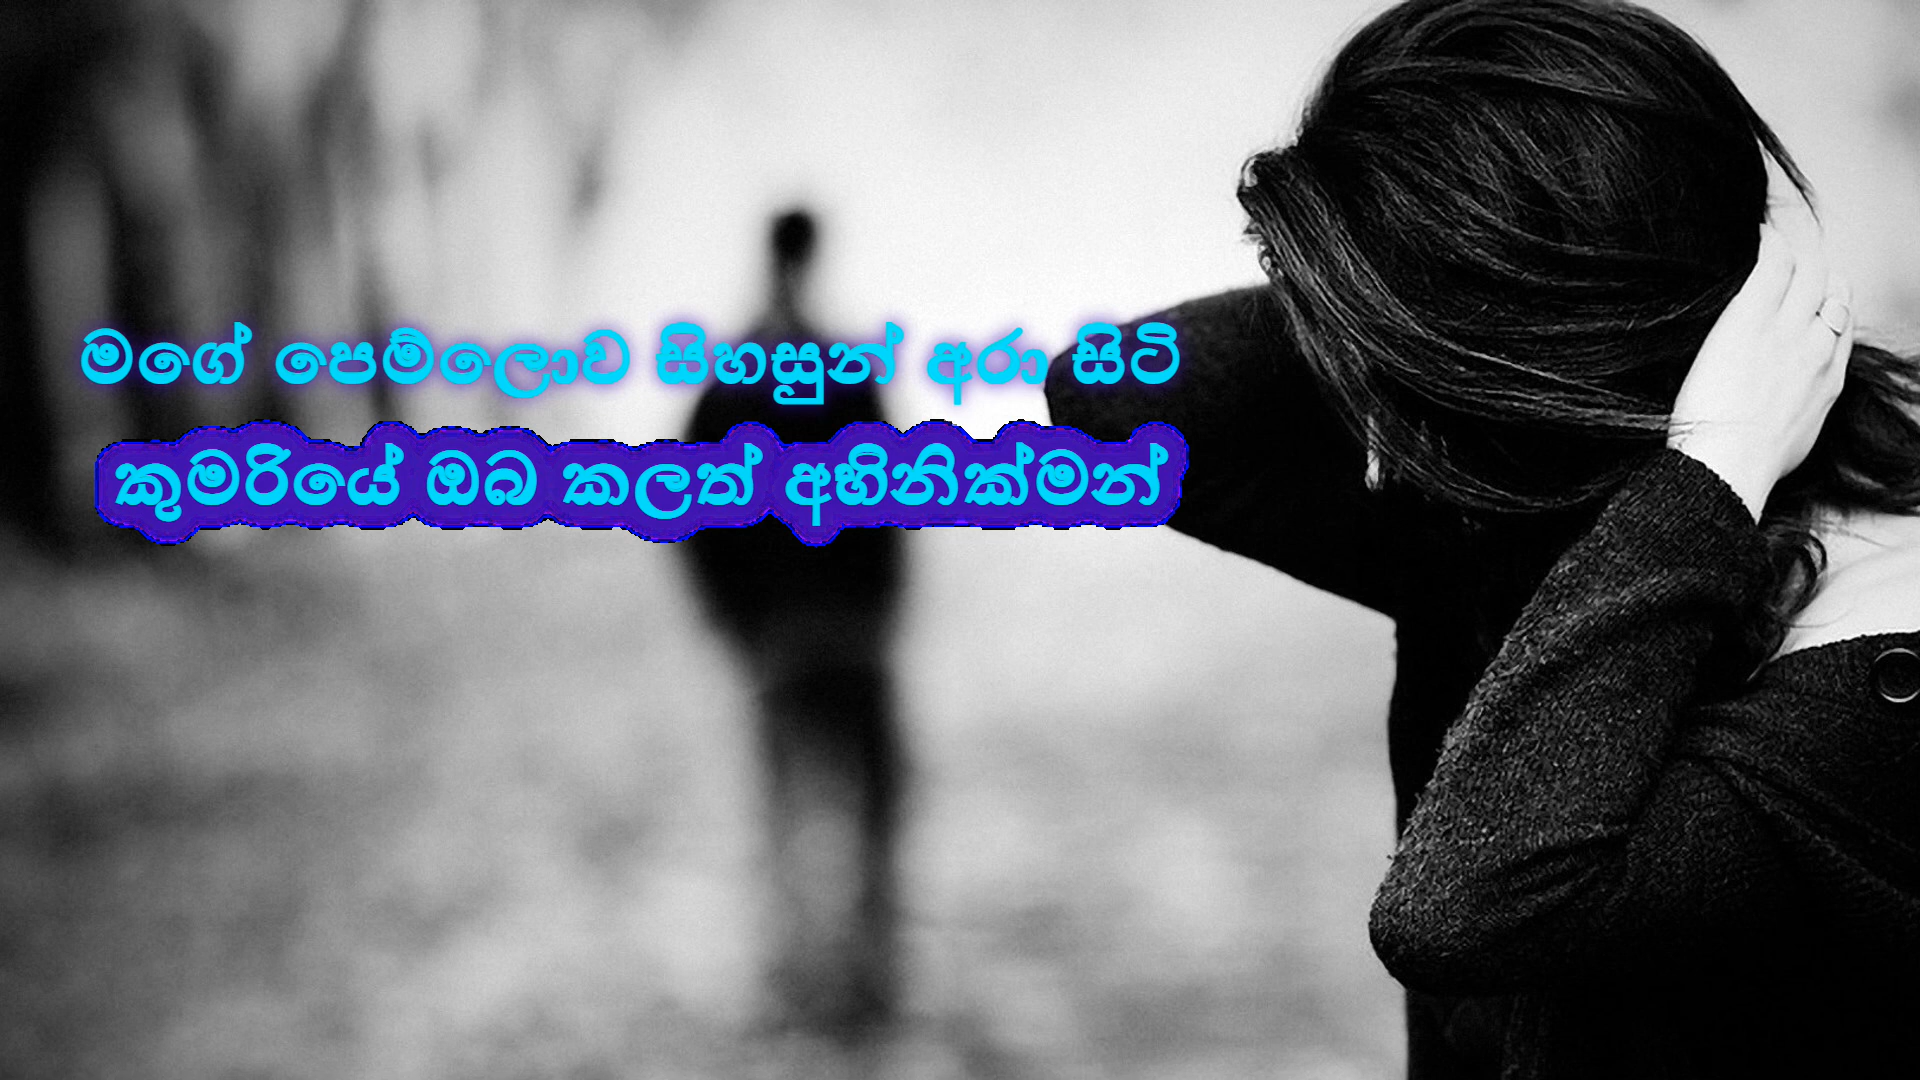 මගේ පෙම්ලොව සිහසුන් අරා සිටි
කුමරියේ ඔබ කලත් අභිනික්මන්